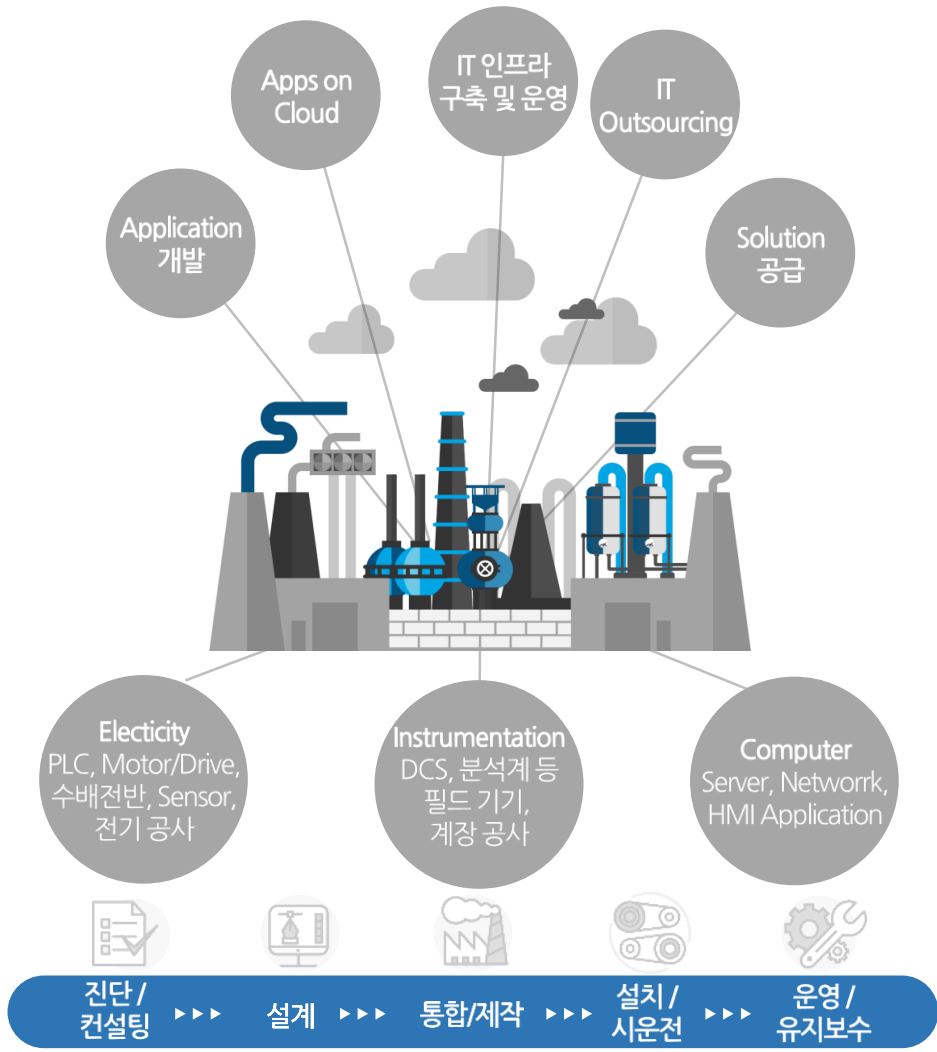 Apps on
Cloud
IT 인프라
구축 및 운영
IT
Outsourcing
Application
개발
Solution
공급
Electicity
PLC, Motor/Drive,
수배전반, Sensor,
전기 공사
Instrumentation
DCS, 분석계 등
필드 기기,
계장 공사
Computer
Server, Networrk,
HMI Application
진단 /
컨설팅
설계
통합/제작
설치 /
시운전
운영 /
유지보수